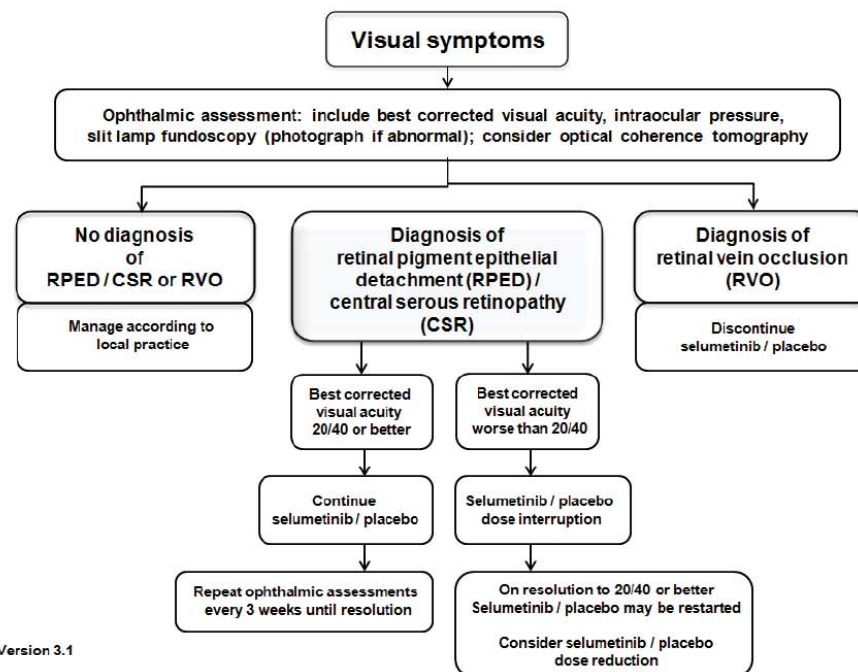 Visual symptoms
Ophthalmic assessment: include best corrected visual acuity, intraocular pressure,
slit lamp fundoscopy (photograph if abnormal); consider optical coherence tomography
No diagnosis
of
RPED / CSR or RVO
Manage according to
local practice
Diagnosis of
retinal pigment epithelial
detachment (RPED) /
central serous retinopathy
(CSR)
Diagnosis of
retinal vein occlusion
(RVO)
Discontinue
selumetinib / placebo
Best corrected
visual acuity
20/40 or better
Best corrected
visual acuity
worse than 20/40
Continue
selumetinib / placebo
Selumetinib / placebo
dose interruption
Repeat ophthalmic assessments
every 3 weeks until resolution
On resolution to 20/40 or better
Selumetinib / placebo may be restarted
Consider selumetinib / placebo
dose reduction
Version 3.1